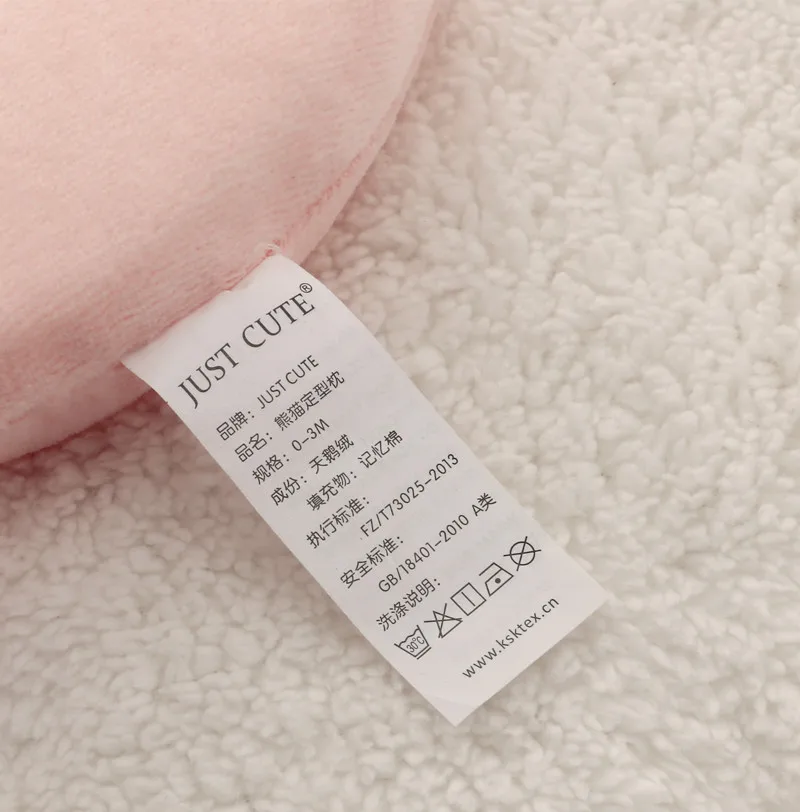 JUST CUTE®
品牌：JUST CUTE
品名：熊猫定型枕
规格：0-3M
成份：天鹅绒
填充物：记忆棉
执行标准：
FZ/T73025-2013
安全标准：
GB/18401-2010 A类
洗涤说明：
30℃
www.ksktex.cn